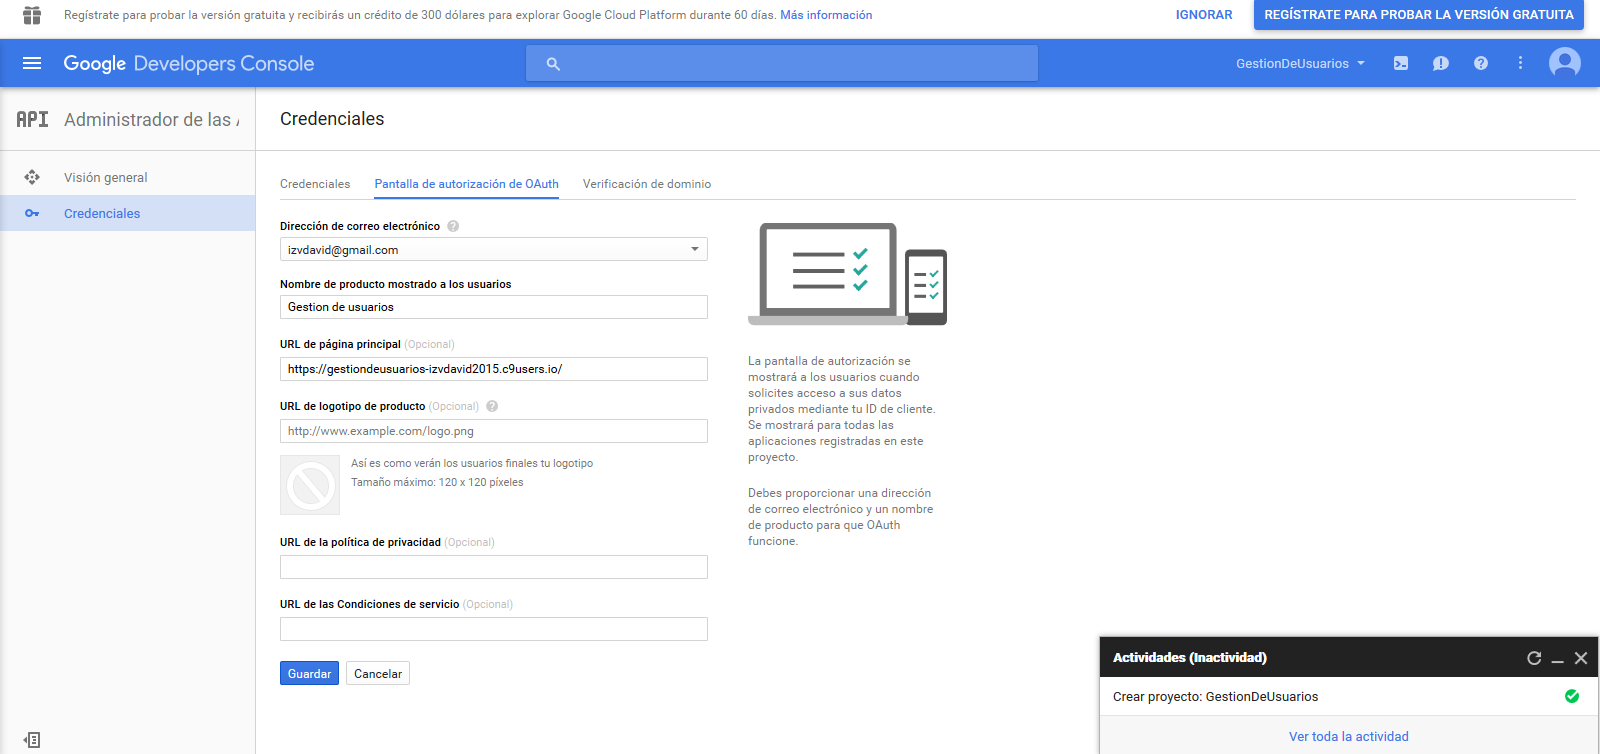 Regístrate para probar la versión gratuita y recibirás un crédito de 300 dólares para explorar Google Cloud Platform durante 60 días. Más información
IGNORAR
REGÍSTRATE PARA PROBAR LA VERSIÓN GRATUITA
Google Developers Console
GestionDeUsuarios
API Administrador de las A
Credenciales
Visión general
Credenciales
Credenciales
Pantalla de autorización de OAuth
Verificación de dominio
Dirección de correo electrónico
izvdavid@gmail.com
Nombre de producto mostrado a los usuarios
Gestion de usuarios
URL de página principal (Opcional)
https://gestiondeusuarios-izvdavid2015.c9users.io/
URL de logotipo de producto (Opcional)
http://www.example.com/logo.png
Así es como verán los usuarios finales tu logotipo
Tamaño máximo: 120 x 120 píxeles
URL de la política de privacidad (Opcional)
URL de las Condiciones de servicio (Opcional)
Guardar
Cancelar
La pantalla de autorización se
mostrará a los usuarios cuando
solicites acceso a sus datos
privados mediante tu ID de cliente.
Se mostrará para todas las
aplicaciones registradas en este
proyecto.
Debes proporcionar una dirección
de correo electrónico y un nombre
de producto para que OAuth
funcione.
Actividades (Inactividad)
Crear proyecto: GestionDeUsuarios
Ver toda la actividad